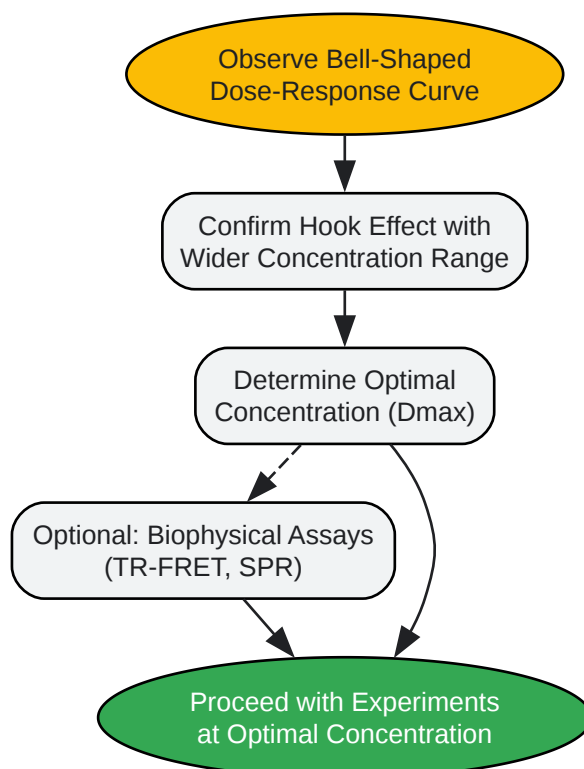 Observe Bell-Shaped
Dose-Response Curve
Confirm Hook Effect with
Wider Concentration Range
Determine Optimal
Concentration (Dmax)
Optional: Biophysical Assays
(TR-FRET, SPR)
Proceed with Experiments
at Optimal Concentration